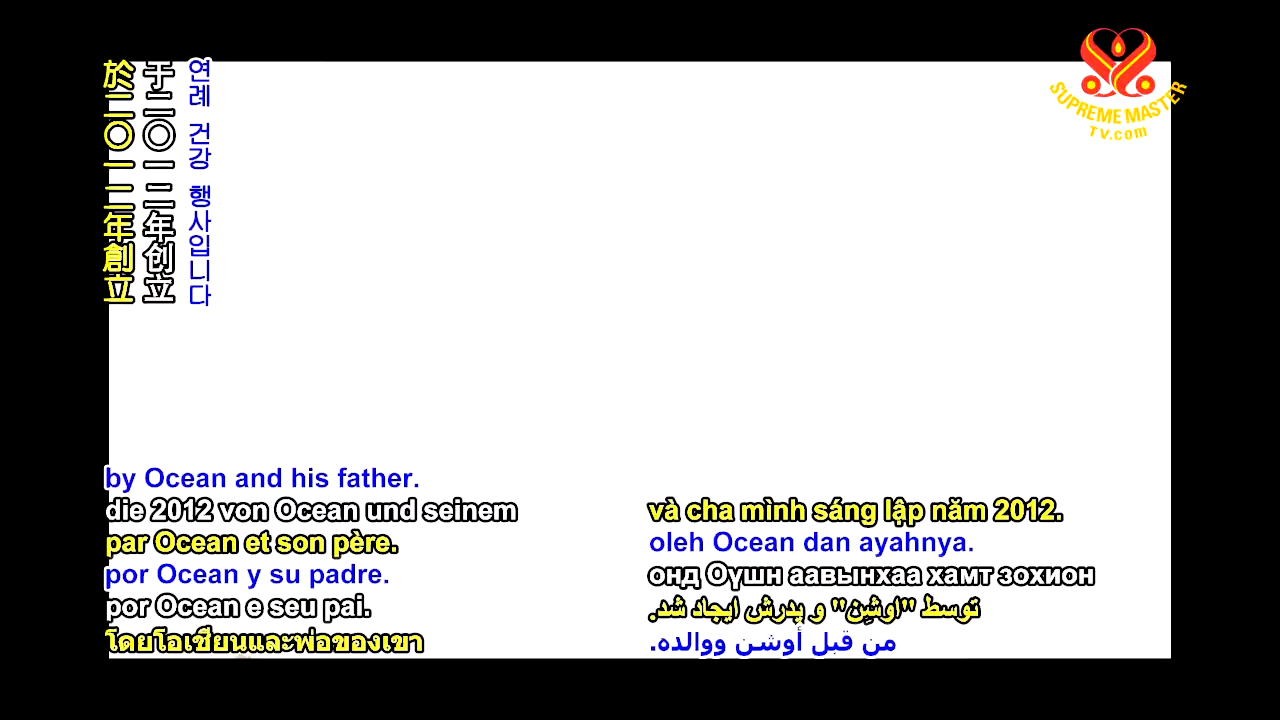 於二〇一二年創立
于二〇一二年创立
연례 건강 행사입니다
SUPREME MASTER
TV.com
by Ocean and his father.
die 2012 von Ocean und seinem
par Ocean et son père.
por Ocean y su padre.
por Ocean e seu pai.
โดยโอเชียนและพ่อของเขา
và cha mình sáng lập năm 2012.
oleh Ocean dan ayahnya.
онд Оүшн аавынхаа хамт зохион
توسط "اوشِن" و پدرش ایجاد شد.
من قبل أوشن ووالده.